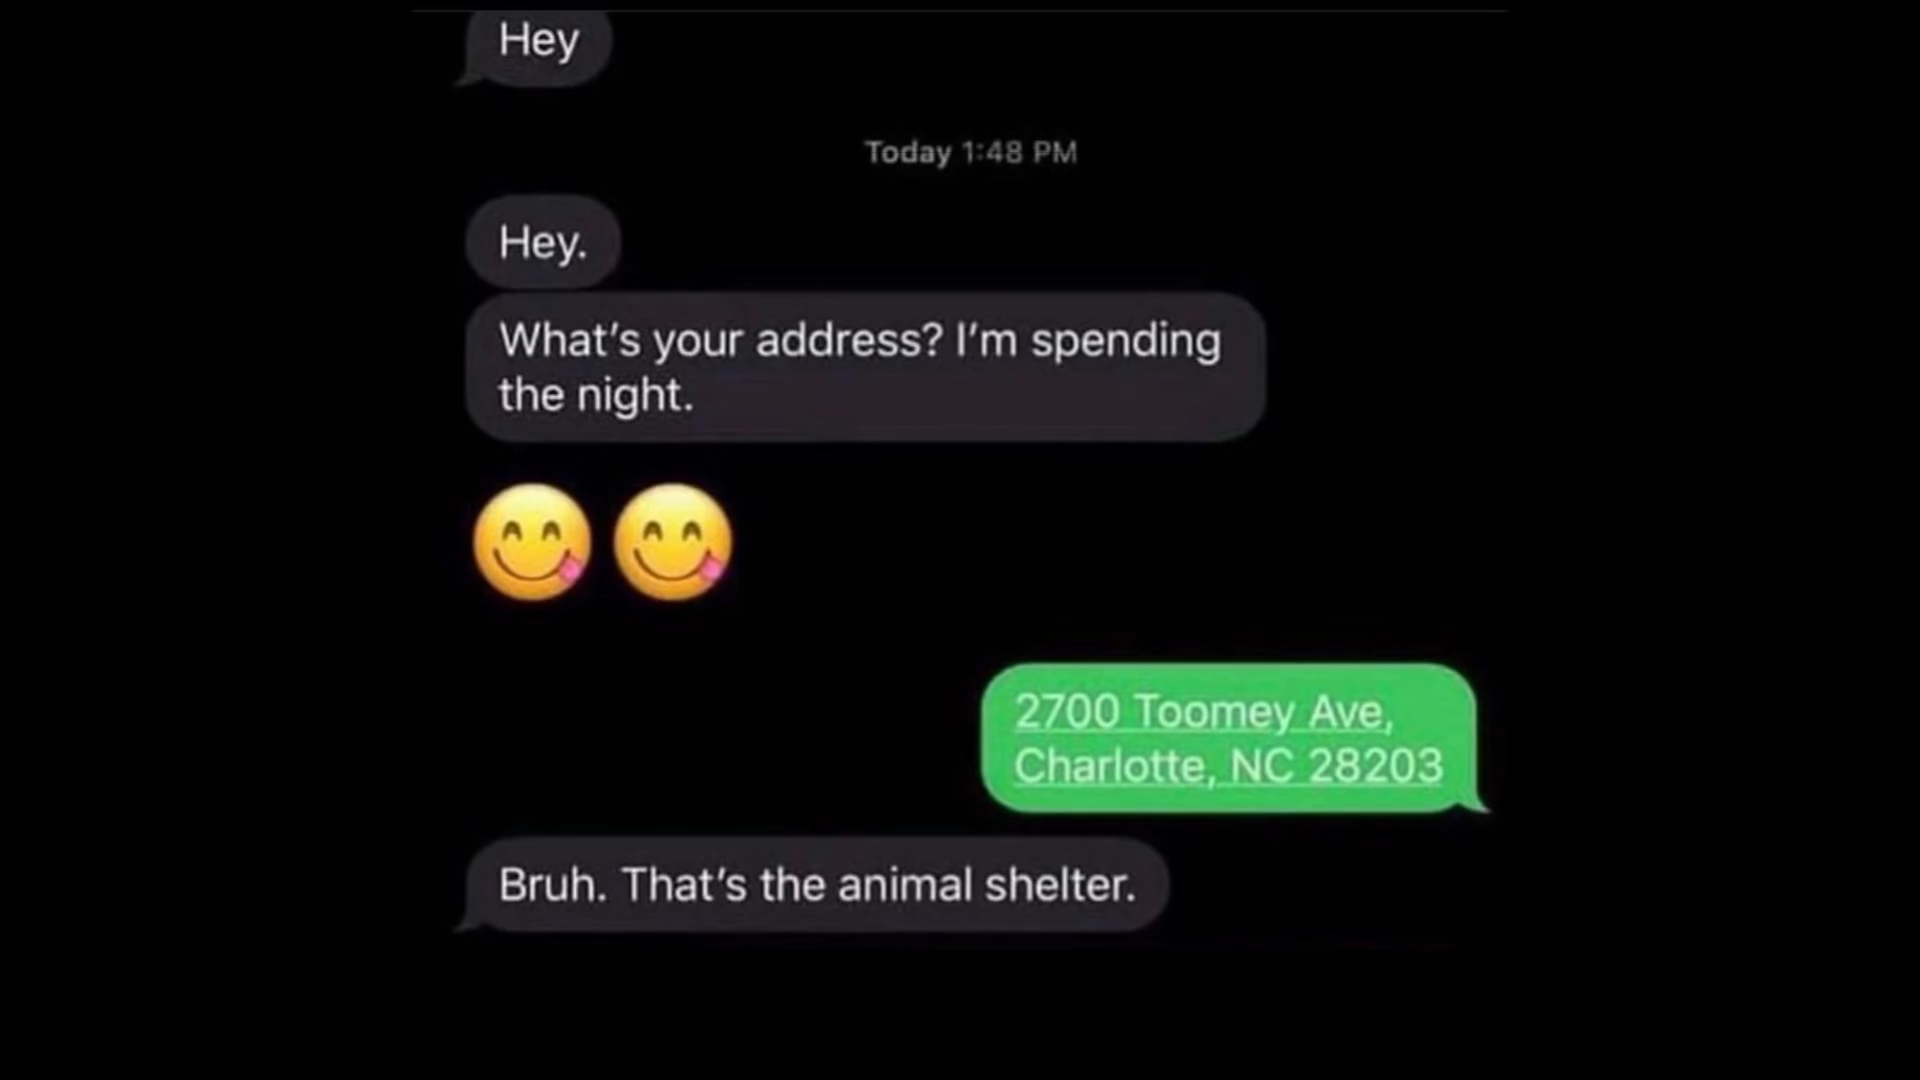 Hey
Today 1:48 PM
Hey.
What's your address? I'm spending
the night.
2700 Toomey Ave,
Charlotte, NC 28203
Bruh. That's the animal shelter.